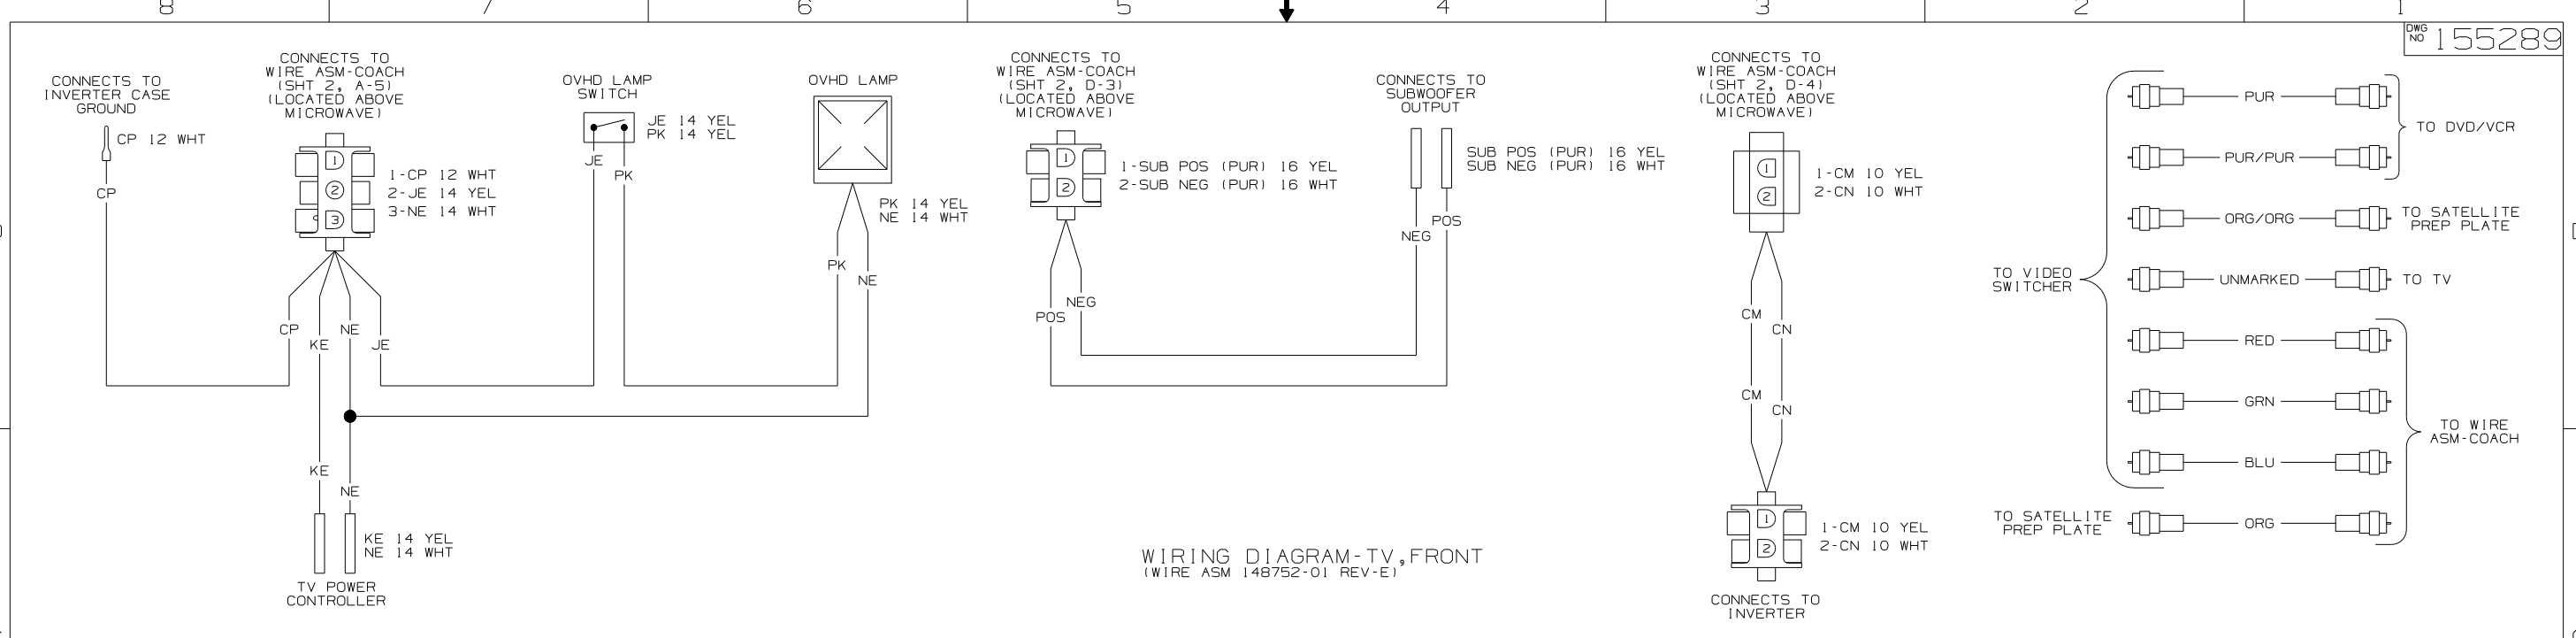 8 7 6 5 4 3 2 1
DWG
NO 155289
CONNECTS TO
INVERTER CASE
GROUND
CP 12 WHT
CP
CONNECTS TO
WIRE ASM-COACH
(SHT 2, A-5)
(LOCATED ABOVE
MICROWAVE)
1
2
3
1-CP 12 WHT
2-JE 14 YEL
3-NE 14 WHT
CP
KE
NE
JE
KE
NE
KE 14 YEL
NE 14 WHT
TV POWER
CONTROLLER
OVHD LAMP
SWITCH
JE 14 YEL
PK 14 YEL
JE
PK
OVHD LAMP
PK 14 YEL
NE 14 WHT
PK
NE
CONNECTS TO
WIRE ASM-COACH
(SHT 2, D-3)
(LOCATED ABOVE
MICROWAVE)
1
2
1-SUB POS (PUR) 16 YEL
2-SUB NEG (PUR) 16 WHT
POS
NEG
CONNECTS TO
SUBWOOFER
OUTPUT
SUB POS (PUR) 16 YEL
SUB NEG (PUR) 16 WHT
NEG
POS
WIRING DIAGRAM-TV,FRONT
(WIRE ASM 148752-01 REV-E)
CONNECTS TO
WIRE ASM-COACH
(SHT 2, D-4)
(LOCATED ABOVE
MICROWAVE)
1
2
1-CM 10 YEL
2-CN 10 WHT
CM
CN
CM
CN
1
2
1-CM 10 YEL
2-CN 10 WHT
CONNECTS TO
INVERTER
TO VIDEO
SWITCHER
PUR
PUR/PUR
TO DVD/VCR
ORG/ORG
TO SATELLITE
PREP PLATE
UNMARKED
TO TV
RED
GRN
BLU
TO WIRE
ASM-COACH
TO SATELLITE
PREP PLATE
ORG